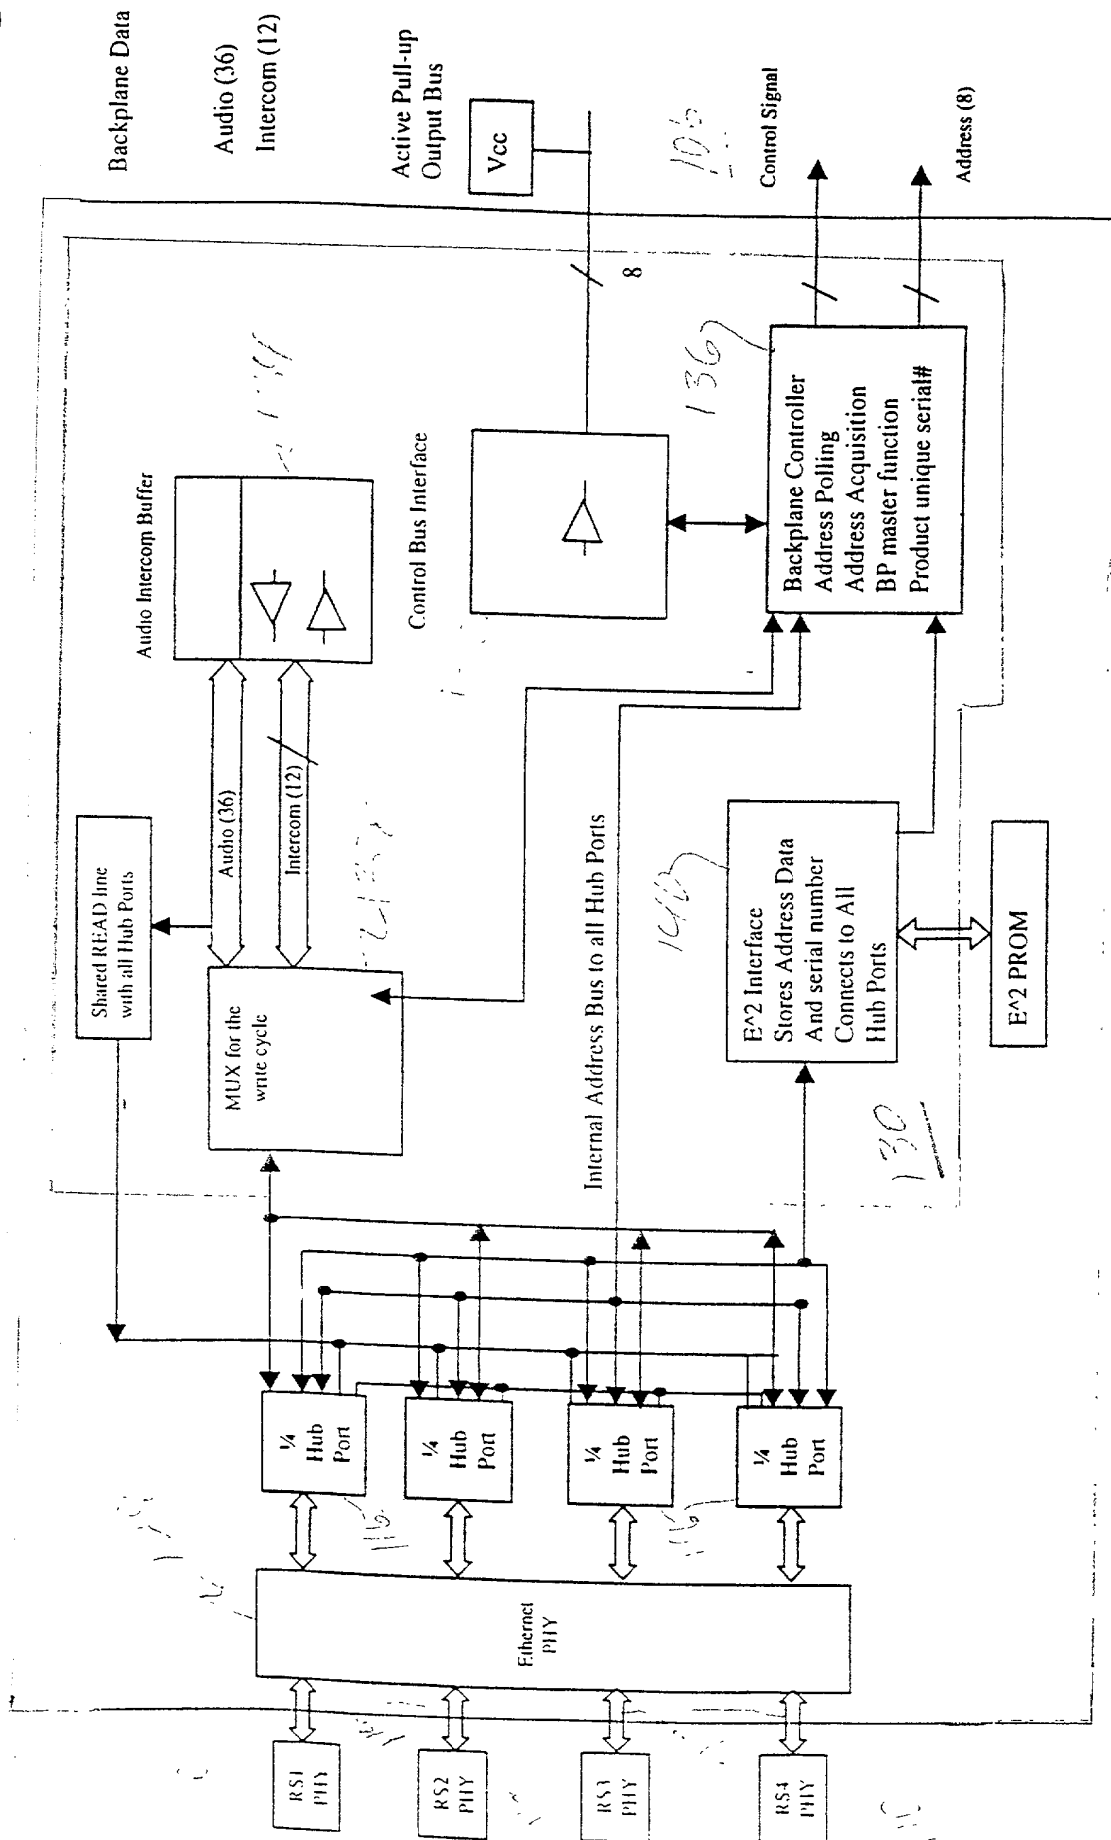 Backplane Data
Audio (36)
Intercom (12)
Active Pull-up
Output Bus
Vcc
106
Control Signal
Address (8)
8
Audio Intercom Buffer
Control Bus Interface
136
Backplane Controller
Address Polling
Address Acquisition
BP master function
Product unique serial#
Shared READ line
with all Hub Ports
Audio (36)
Intercom (12)
MUX for the
write cycle
Internal Address Bus to all Hub Ports
140
E^2 Interface
Stores Address Data
And serial number
Connects to All
Hub Ports
E^2 PROM
130
¼
Hub
Port
¼
Hub
Port
¼
Hub
Port
¼
Hub
Port
116
116
Ethernet
PHY
RS1
PHY
RS2
PHY
RS3
PHY
RS4
PHY